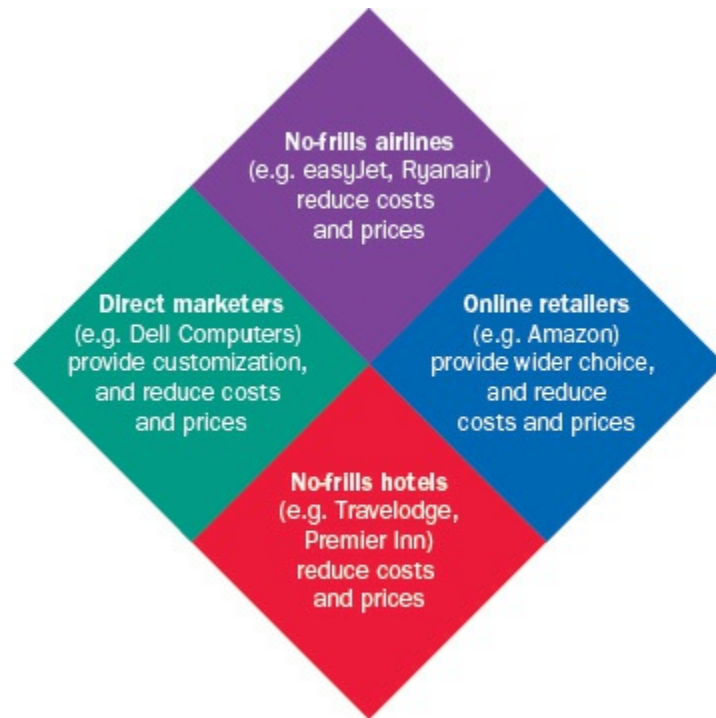 No-frills airlines
(e.g. easyJet, Ryanair)
reduce costs
and prices
Direct marketers
(e.g. Dell Computers)
provide customization,
and reduce costs
and prices
Online retailers
(e.g. Amazon)
provide wider choice,
and reduce
costs and prices
No-frills hotels
(e.g. Travelodge,
Premier Inn)
reduce costs
and prices